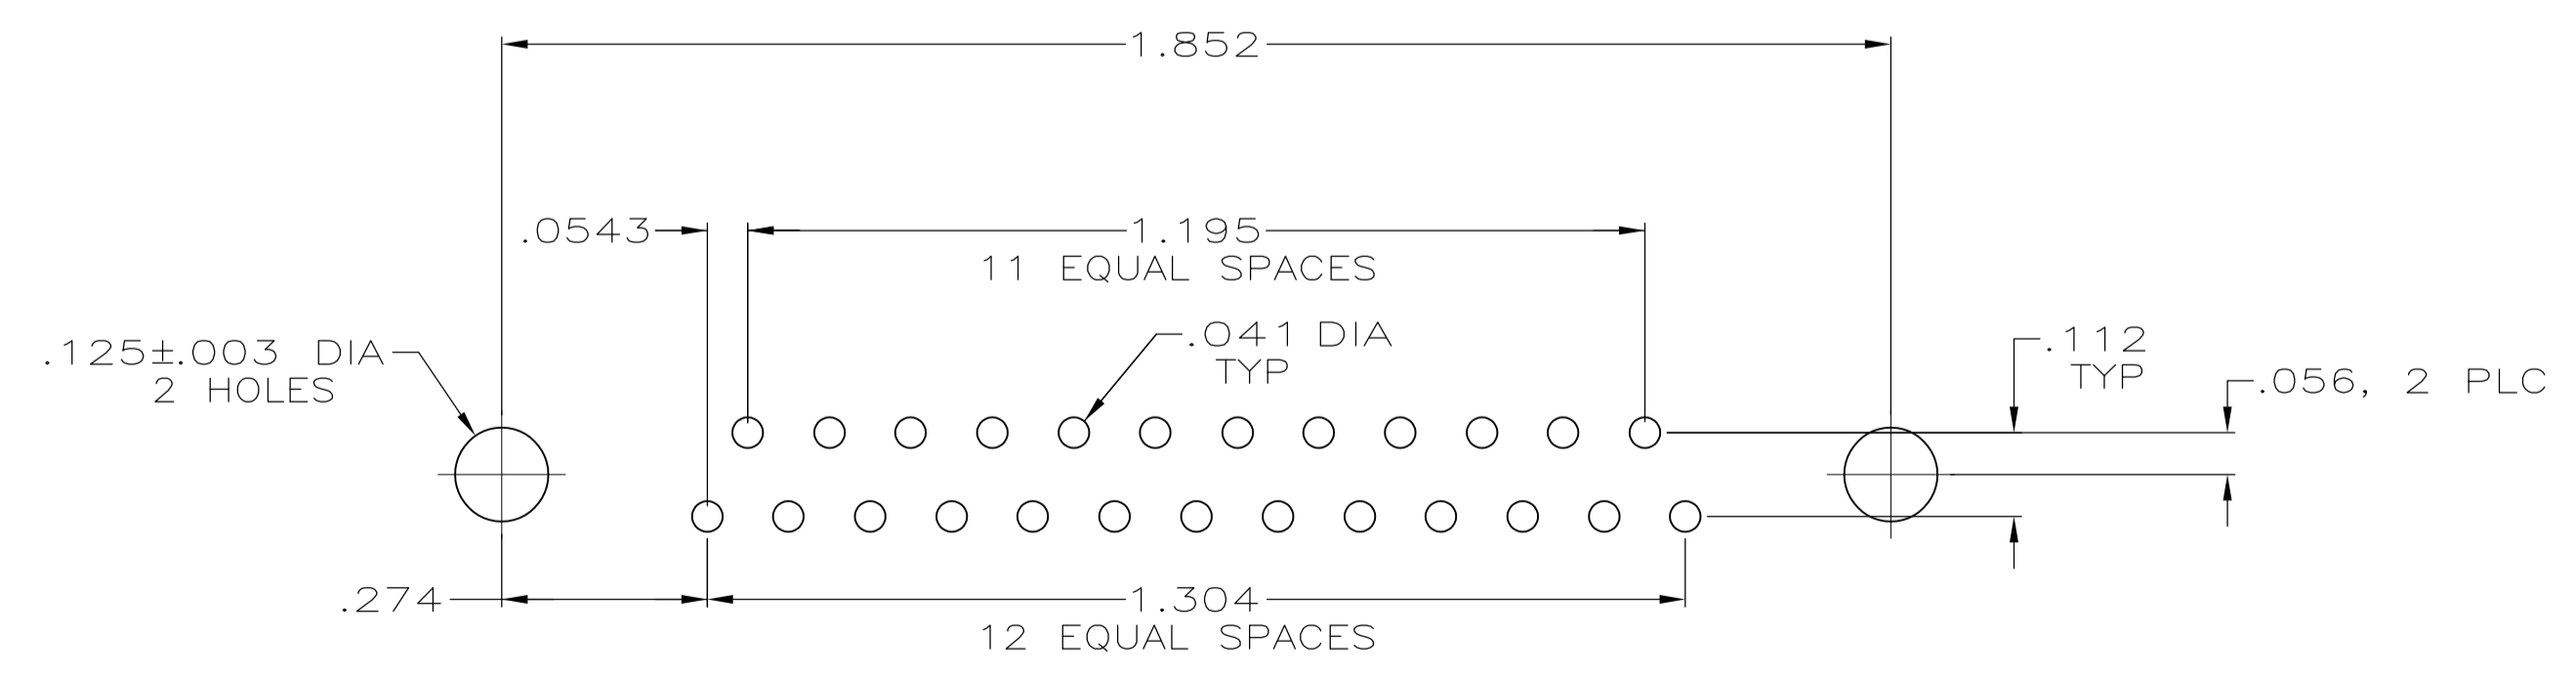 1.852
.0543
1.195
11 EQUAL SPACES
.041 DIA
TYP
.125±.003 DIA
2 HOLES
.112
TYP
.056, 2 PLC
.274
1.304
12 EQUAL SPACES